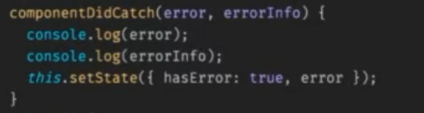 componentDidCatch(error, errorInfo) {
console.log(error);
console.log(errorInfo);
this.setState({ hasError: true, error });
}